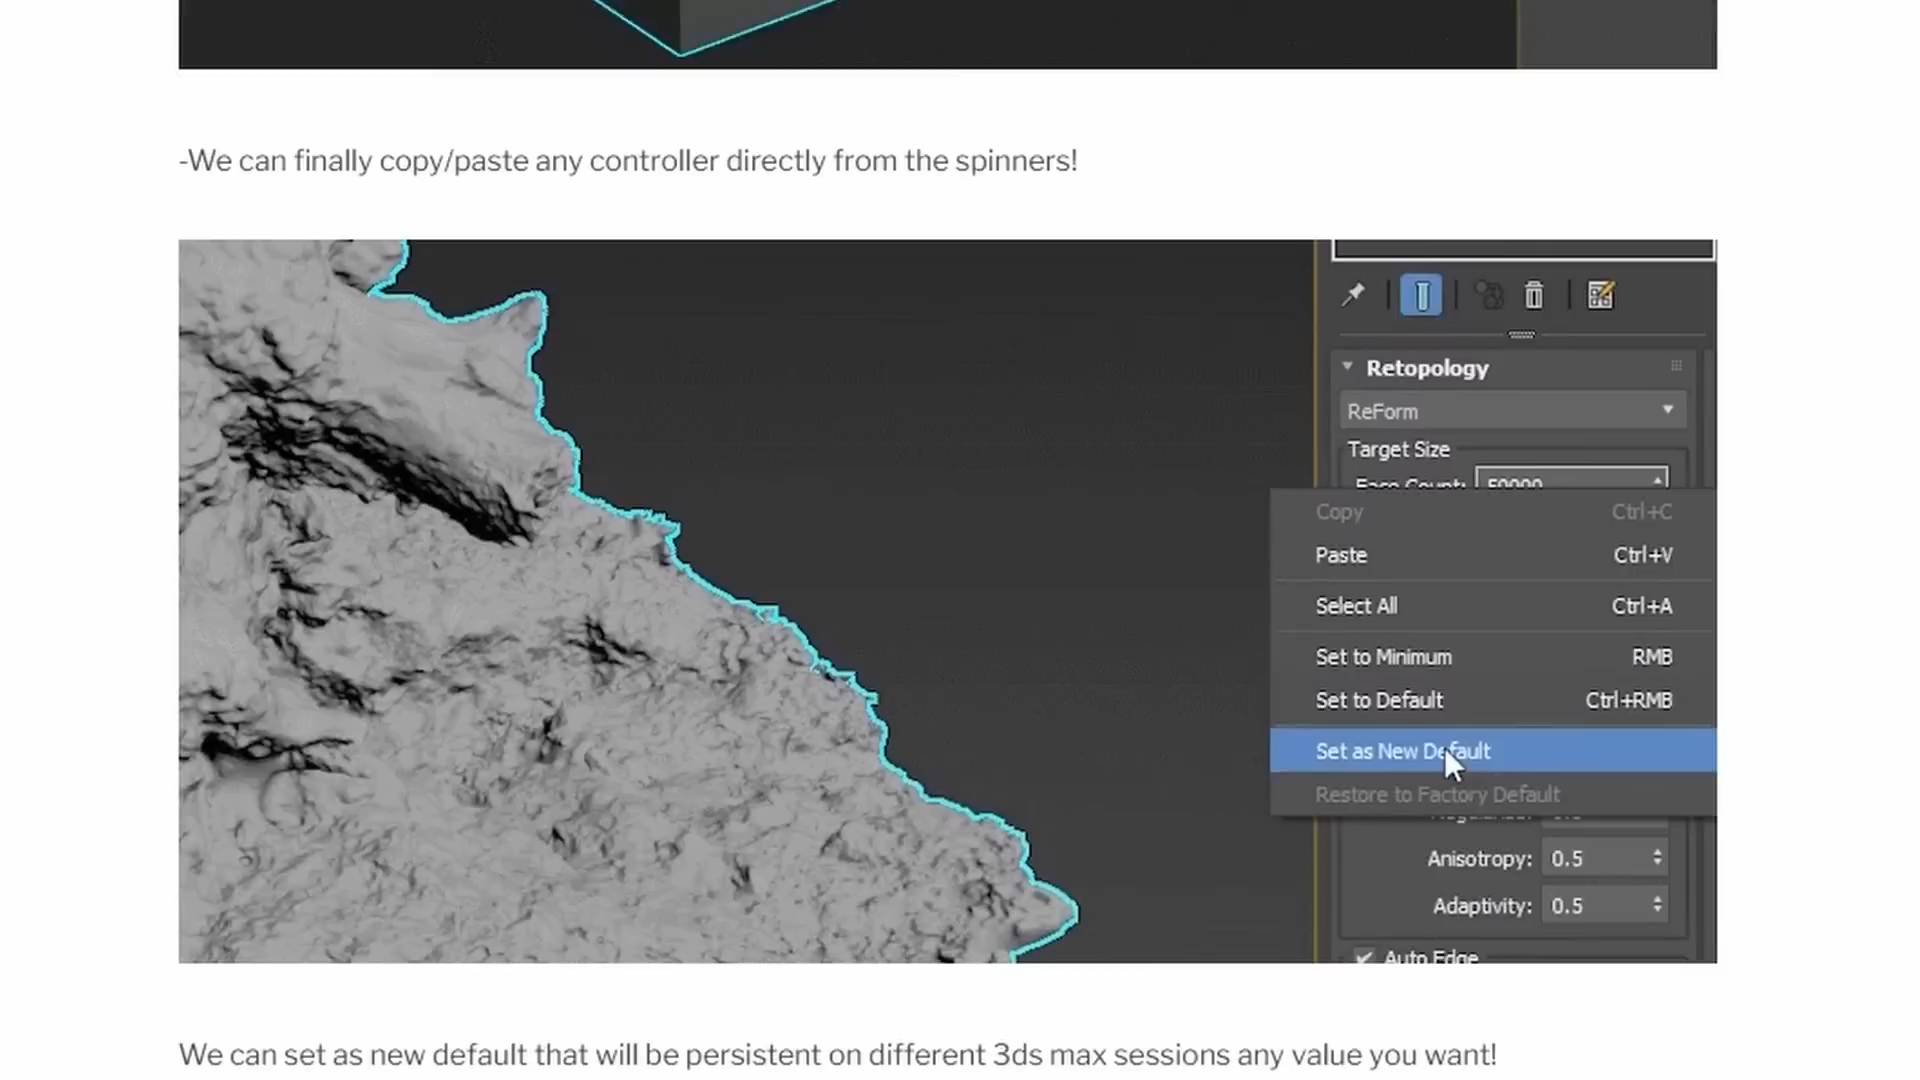 -We can finally copy/paste any controller directly from the spinners!
Retopology
ReForm
Target Size
Face Count: 50000
Copy Ctrl+C
Paste Ctrl+V
Select All Ctrl+A
Set to Minimum RMB
Set to Default Ctrl+RMB
Set as New Default
Restore to Factory Default
Anisotropy: 0.5
Adaptivity: 0.5
Auto Edge
We can set as new default that will be persistent on different 3ds max sessions any value you want!